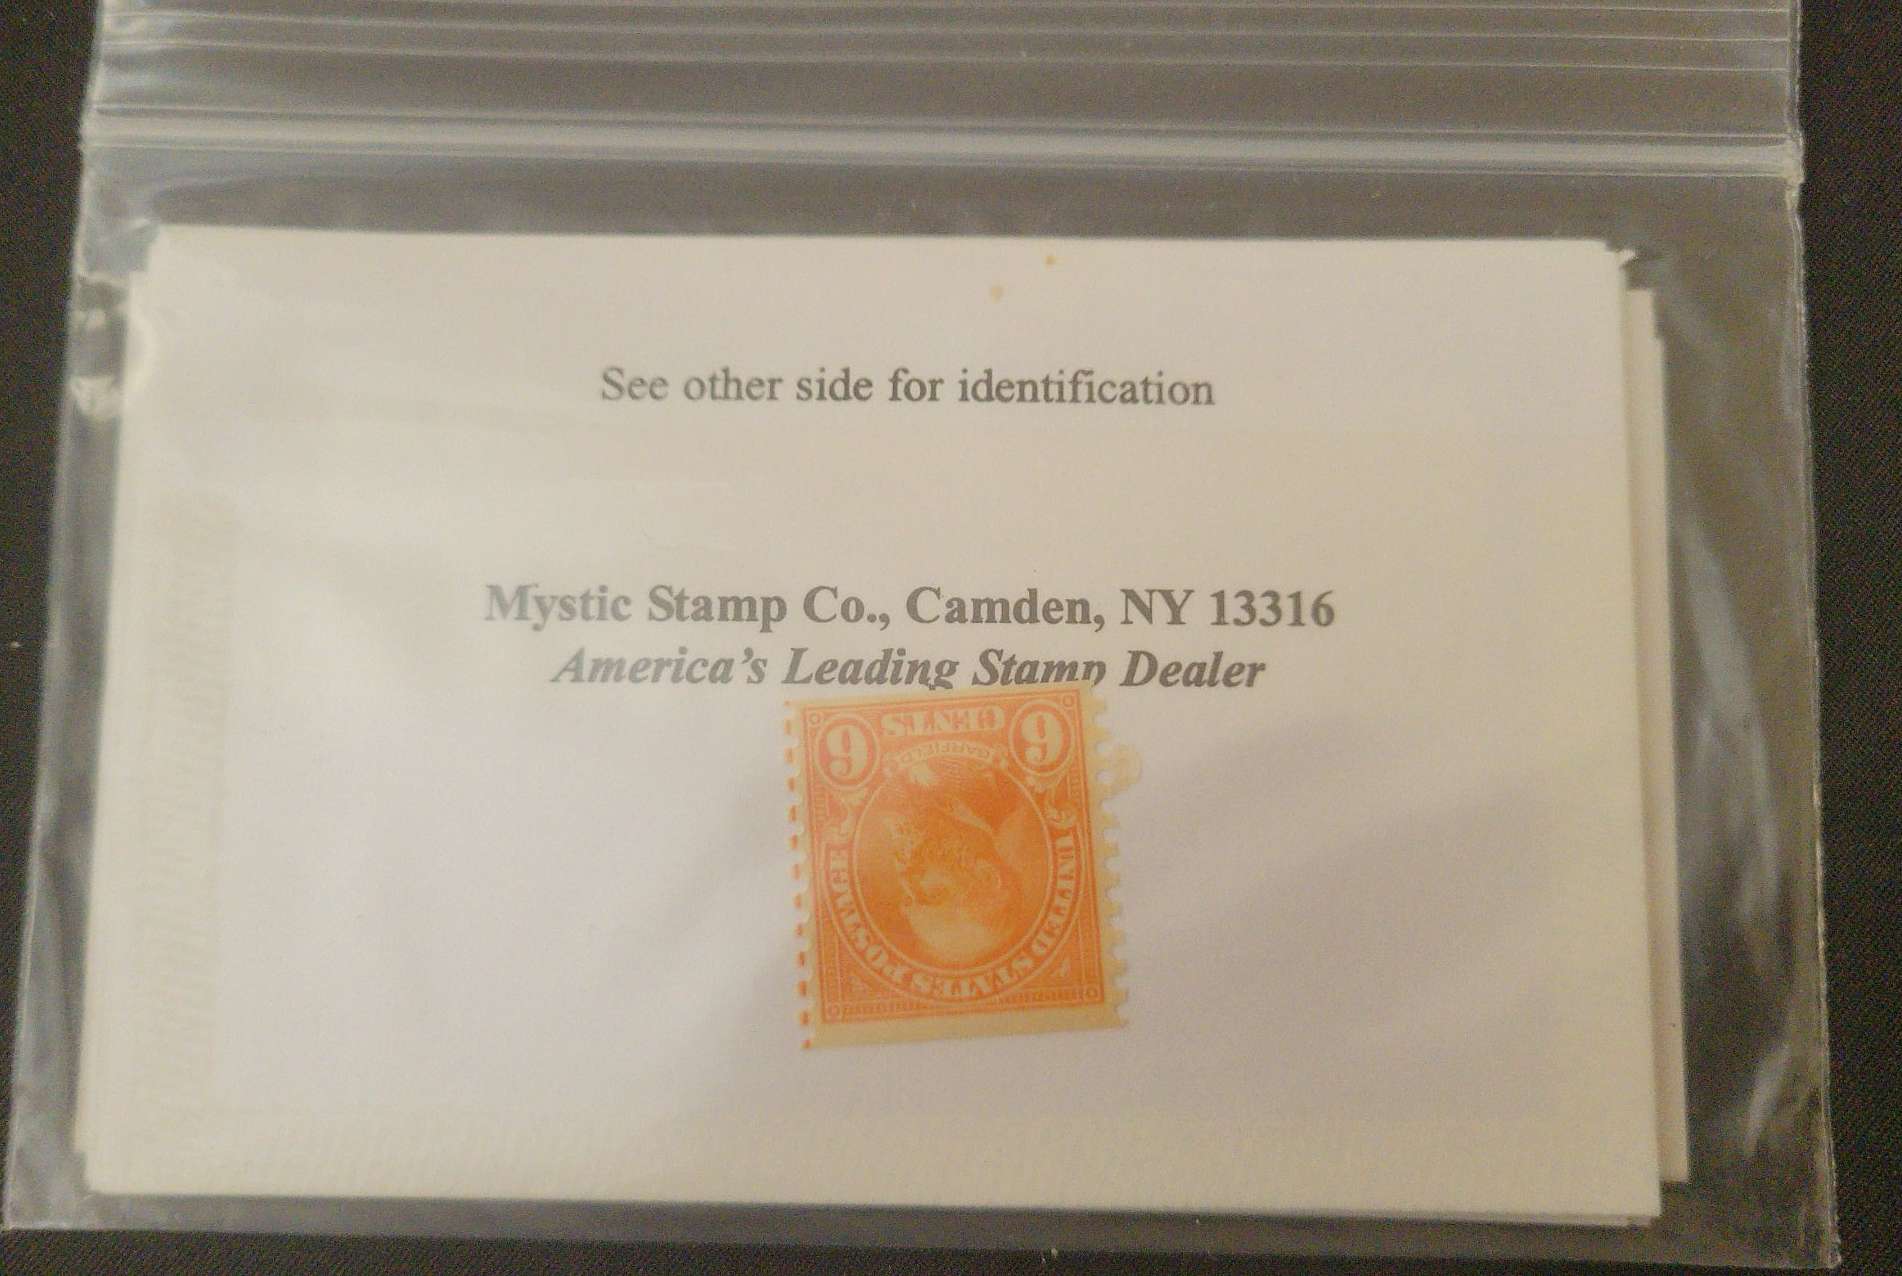 See other side for identification
Mystic Stamp Co., Camden, NY 13316
America's Leading Stamp Dealer
UNITED STATES POSTAGE
GARFIELD
6 CENTS 6